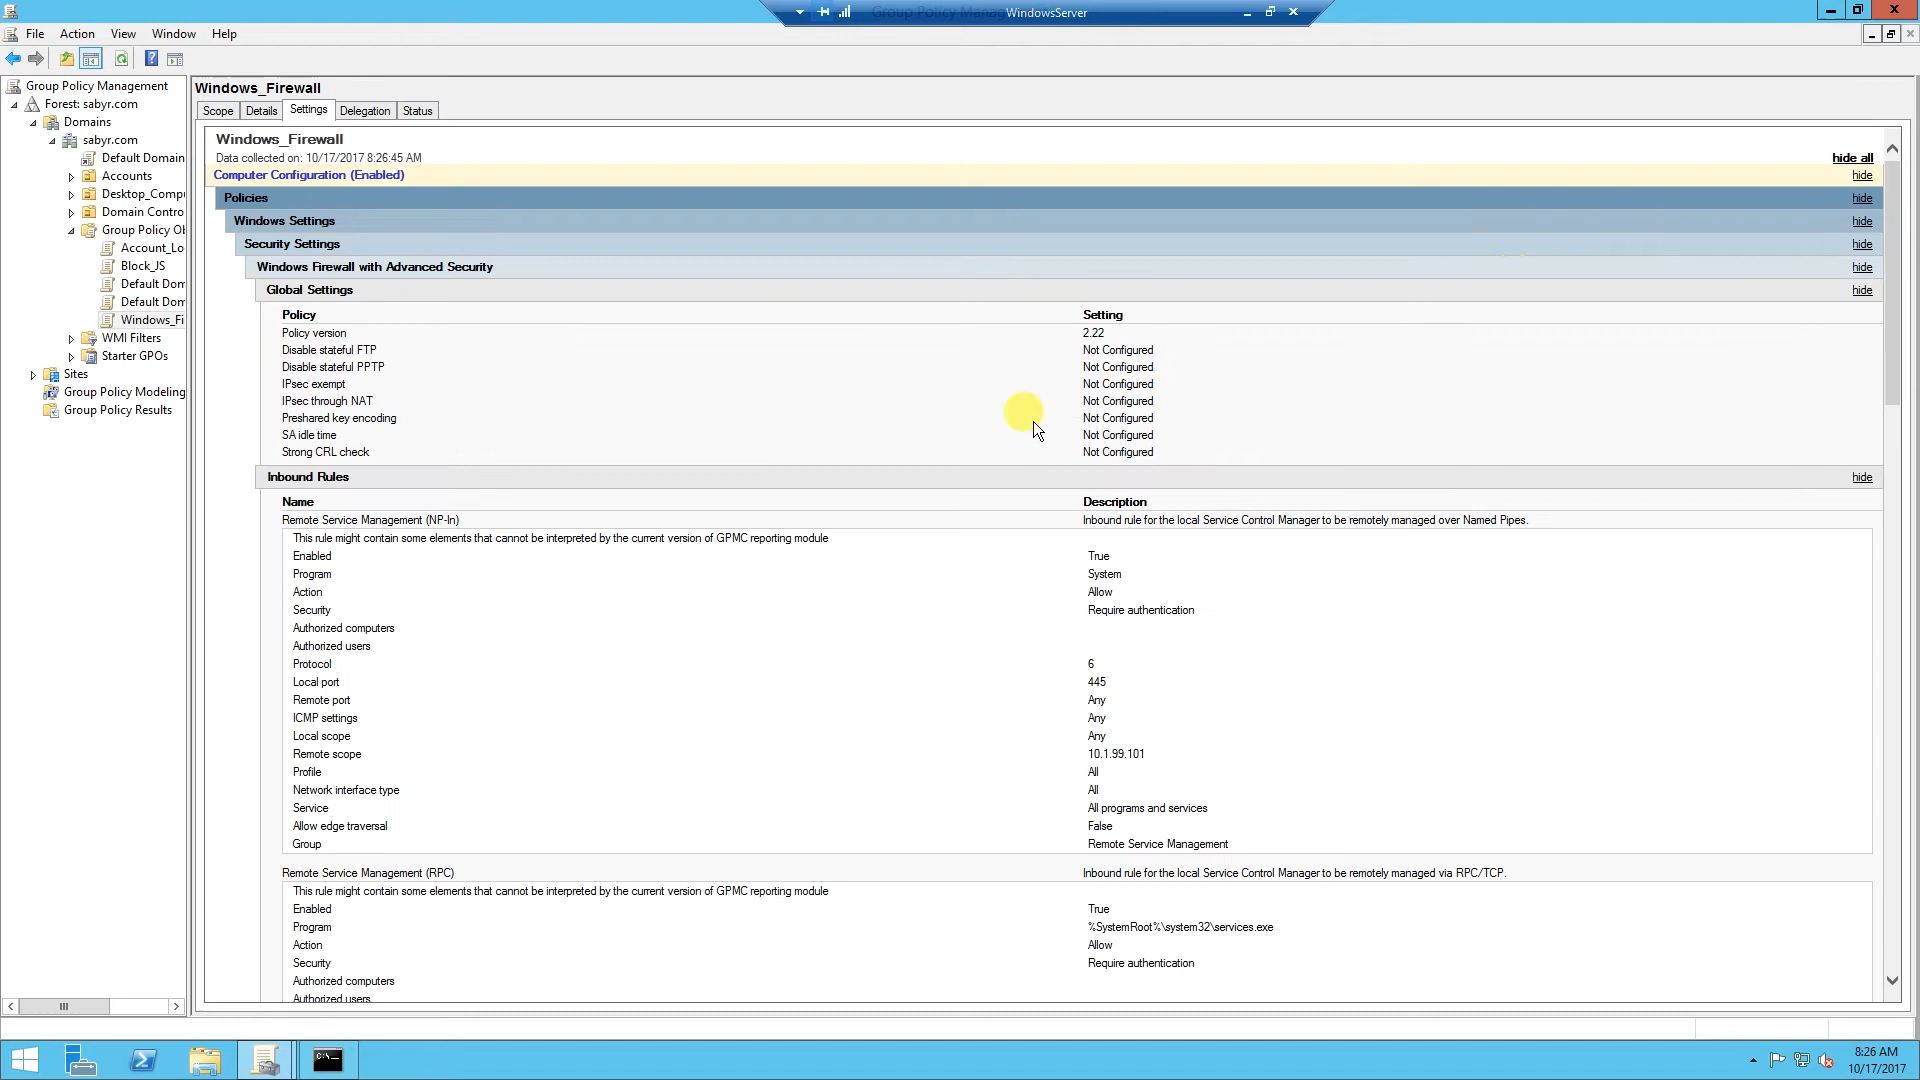 Group Policy Mana
WindowsServer
File Action View Window Help
Group Policy Management
Forest: sabyr.com
Domains
sabyr.com
Default Domain
Accounts
Desktop_Compu
Domain Contro
Group Policy Ob
Account_Lo
Block_JS
Default Dom
Default Dom
Windows_Fi
WMI Filters
Starter GPOs
Sites
Group Policy Modeling
Group Policy Results
Windows_Firewall
Scope Details Settings Delegation Status
Windows_Firewall
Data collected on: 10/17/2017 8:26:45 AM hide all
Computer Configuration (Enabled) hide
Policies hide
Windows Settings hide
Security Settings hide
Windows Firewall with Advanced Security hide
Global Settings hide
Policy Setting
Policy version 2.22
Disable stateful FTP Not Configured
Disable stateful PPTP Not Configured
IPsec exempt Not Configured
IPsec through NAT Not Configured
Preshared key encoding Not Configured
SA idle time Not Configured
Strong CRL check Not Configured
Inbound Rules hide
Name Description
Remote Service Management (NP-In) Inbound rule for the local Service Control Manager to be remotely managed over Named Pipes.
This rule might contain some elements that cannot be interpreted by the current version of GPMC reporting module
Enabled True
Program System
Action Allow
Security Require authentication
Authorized computers
Authorized users
Protocol 6
Local port 445
Remote port Any
ICMP settings Any
Local scope Any
Remote scope 10.1.99.101
Profile All
Network interface type All
Service All programs and services
Allow edge traversal False
Group Remote Service Management
Remote Service Management (RPC) Inbound rule for the local Service Control Manager to be remotely managed via RPC/TCP.
This rule might contain some elements that cannot be interpreted by the current version of GPMC reporting module
Enabled True
Program %SystemRoot%\system32\services.exe
Action Allow
Security Require authentication
Authorized computers
Authorized users
8:26 AM
10/17/2017